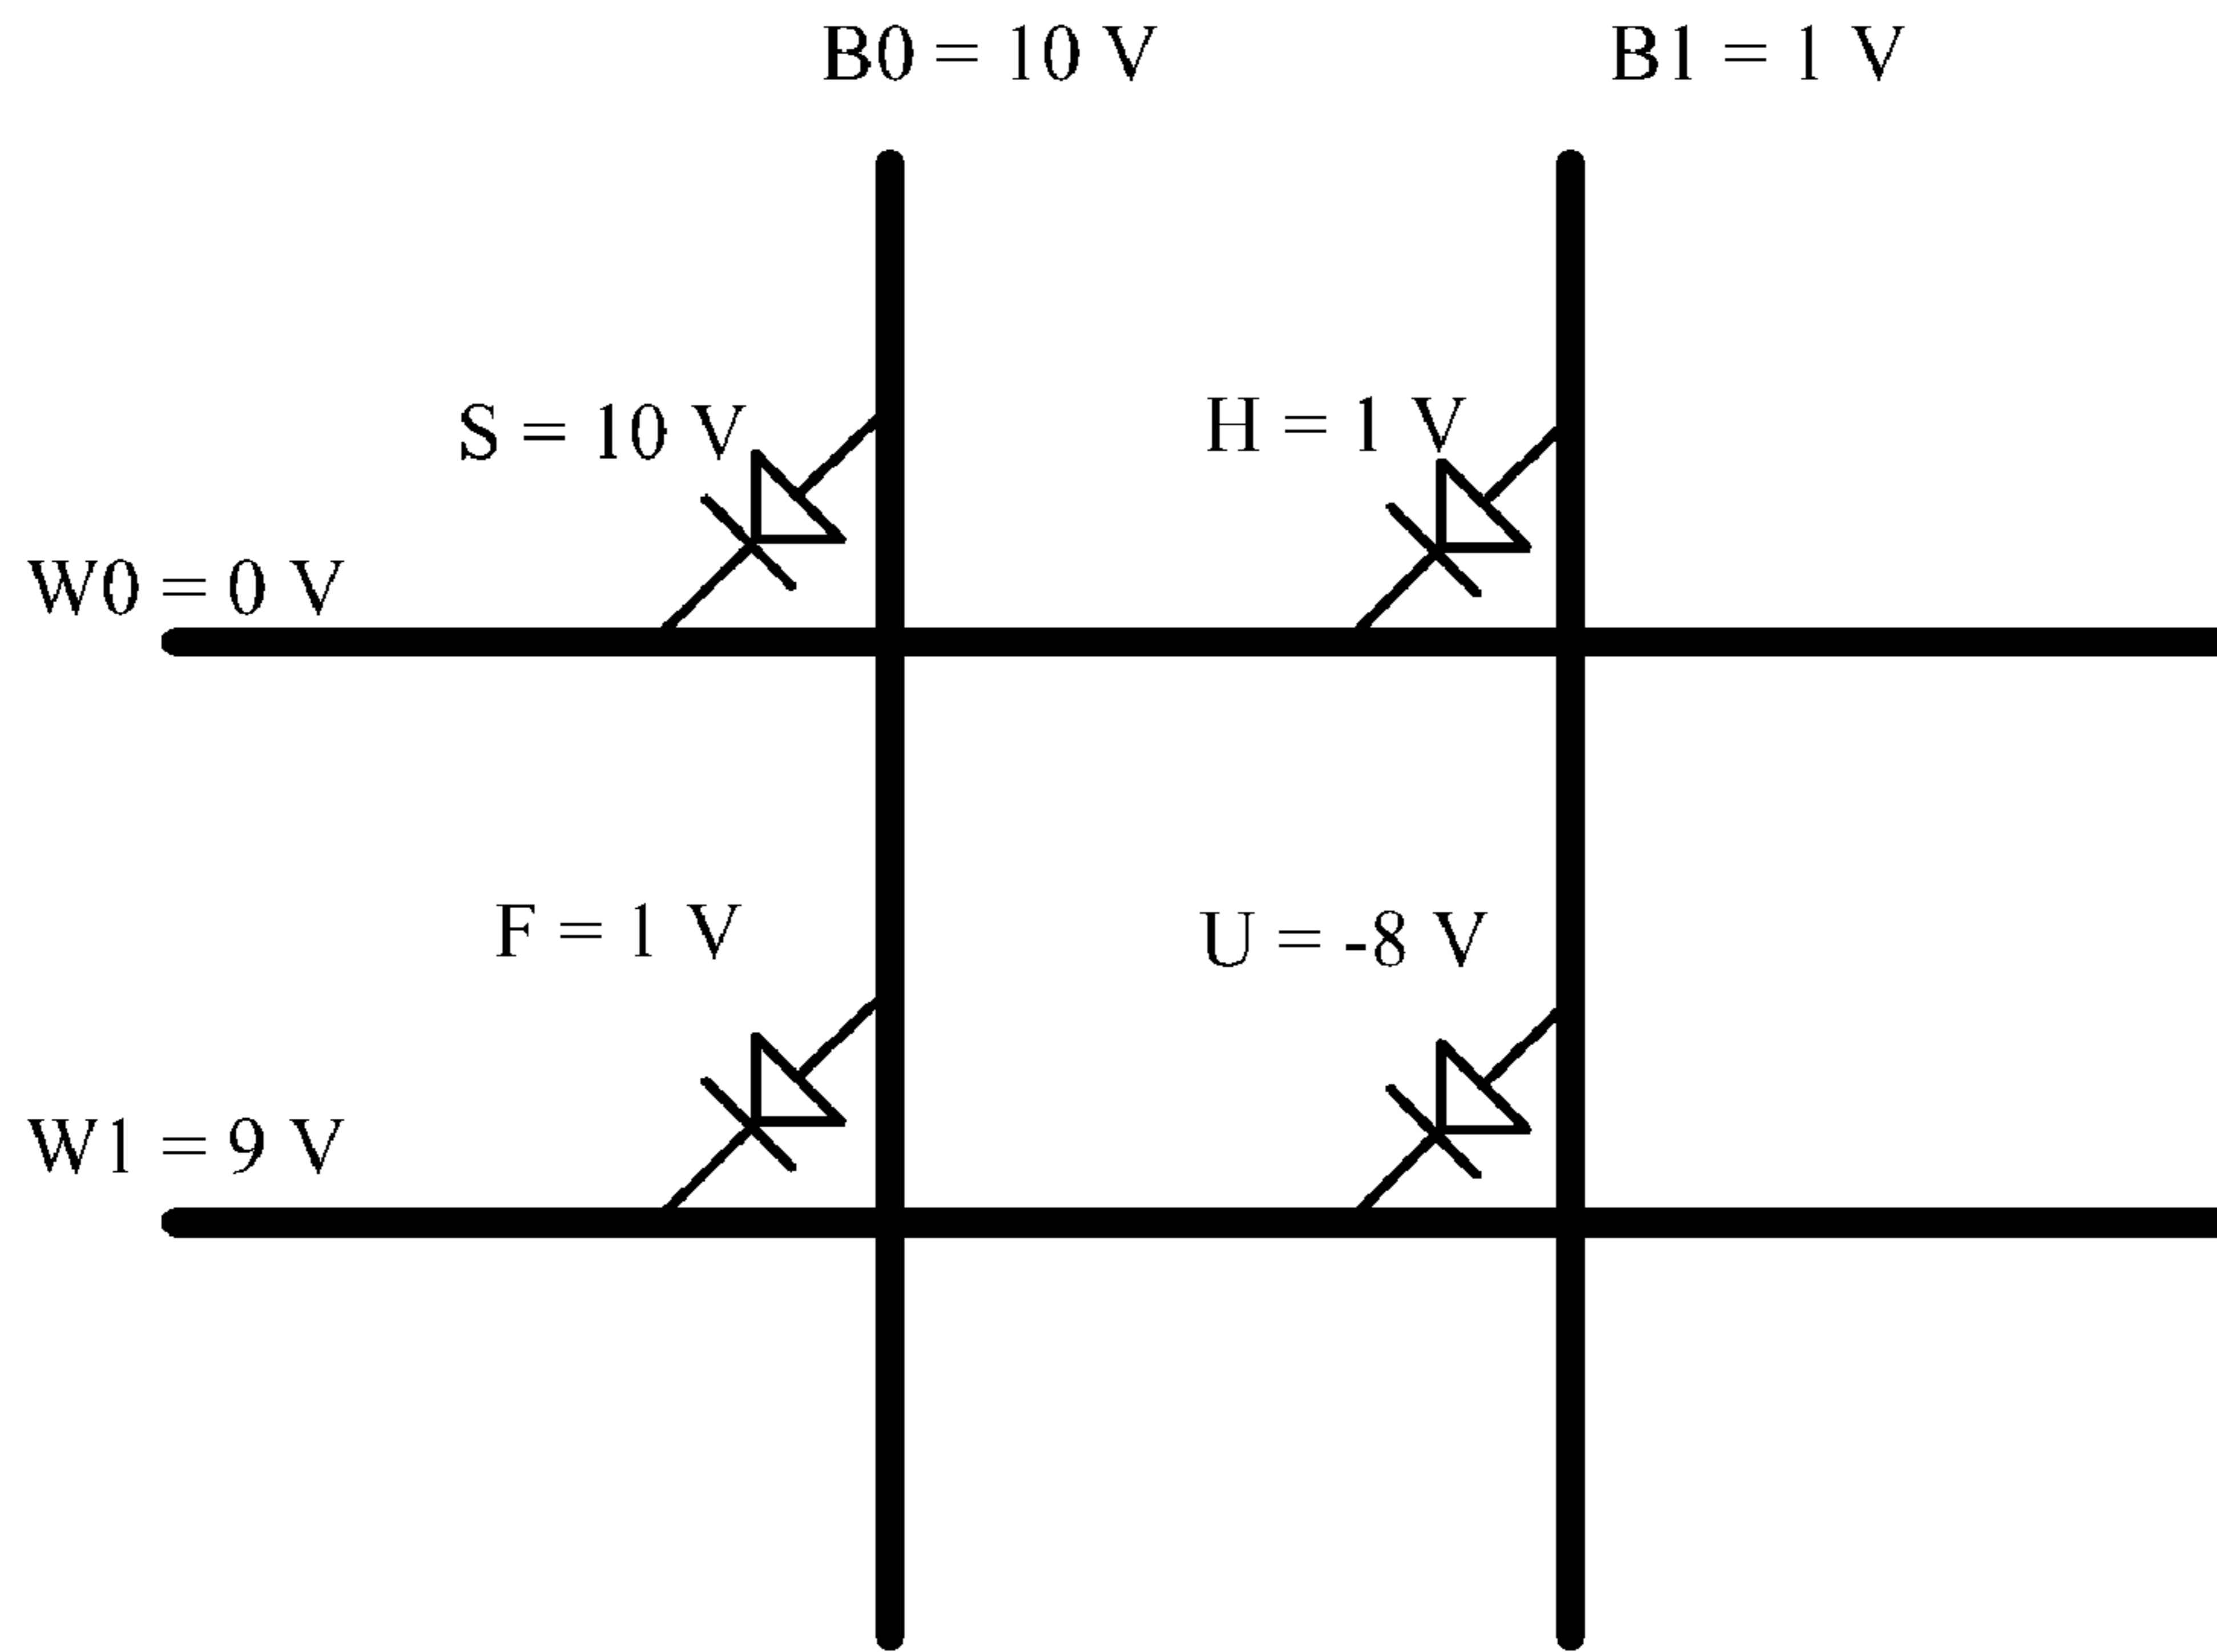 B0 = 10 V
B1 = 1 V
S = 10 V
H = 1 V
W0 = 0 V
F = 1 V
U = -8 V
W1 = 9 V